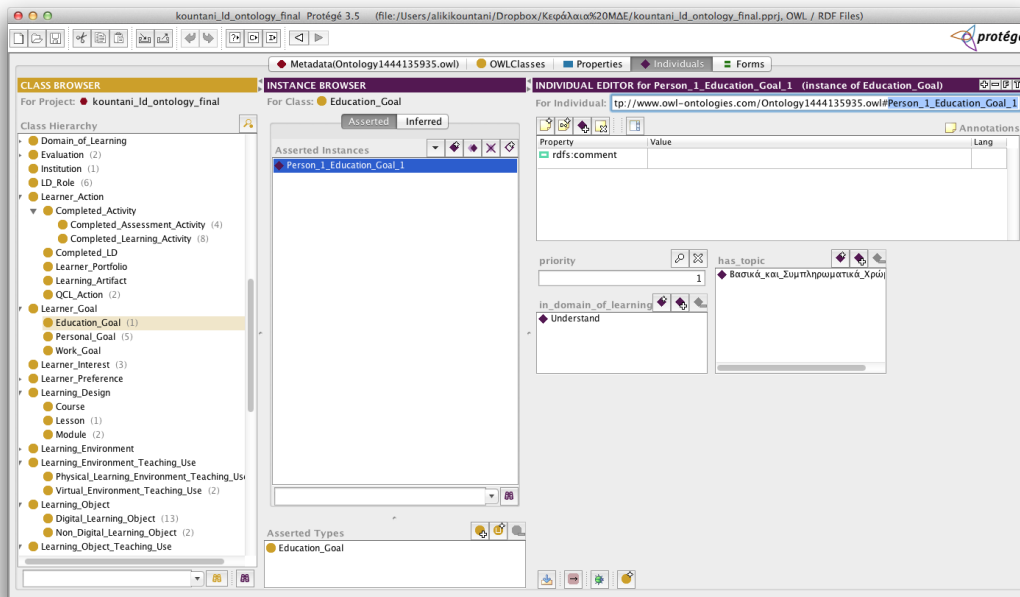 kountani_ld_ontology_final Protégé 3.5 (file:/Users/alikikountani/Dropbox/Κεφάλαια%20ΜΔΕ/kountani_ld_ontology_final.pprj, OWL / RDF Files)
protégé
Metadata(Ontology1444135935.owl) OWLClasses Properties Individuals Forms
CLASS BROWSER
For Project: kountani_ld_ontology_final
Class Hierarchy
Domain_of_Learning
Evaluation (2)
Institution (1)
LD_Role (6)
Learner_Action
Completed_Activity
Completed_Assessment_Activity (4)
Completed_Learning_Activity (8)
Completed_LD
Learner_Portfolio
Learning_Artifact
QCL_Action (2)
Learner_Goal
Education_Goal (1)
Personal_Goal (5)
Work_Goal
Learner_Interest (3)
Learner_Preference
Learning_Design
Course
Lesson (1)
Module (2)
Learning_Environment
Learning_Environment_Teaching_Use
Physical_Learning_Environment_Teaching_Us
Virtual_Environment_Teaching_Use (2)
Learning_Object
Digital_Learning_Object (13)
Non_Digital_Learning_Object (2)
Learning_Object_Teaching_Use
INSTANCE BROWSER
For Class: Education_Goal
Asserted Inferred
Asserted Instances
Person_1_Education_Goal_1
Asserted Types
Education_Goal
INDIVIDUAL EDITOR for Person_1_Education_Goal_1 (instance of Education_Goal)
For Individual: tp://www.owl-ontologies.com/Ontology1444135935.owl#Person_1_Education_Goal_1
Annotations
Property Value Lang
rdfs:comment
priority
1
in_domain_of_learning
Understand
has_topic
Βασικά_και_Συμπληρωματικά_Χρώμ